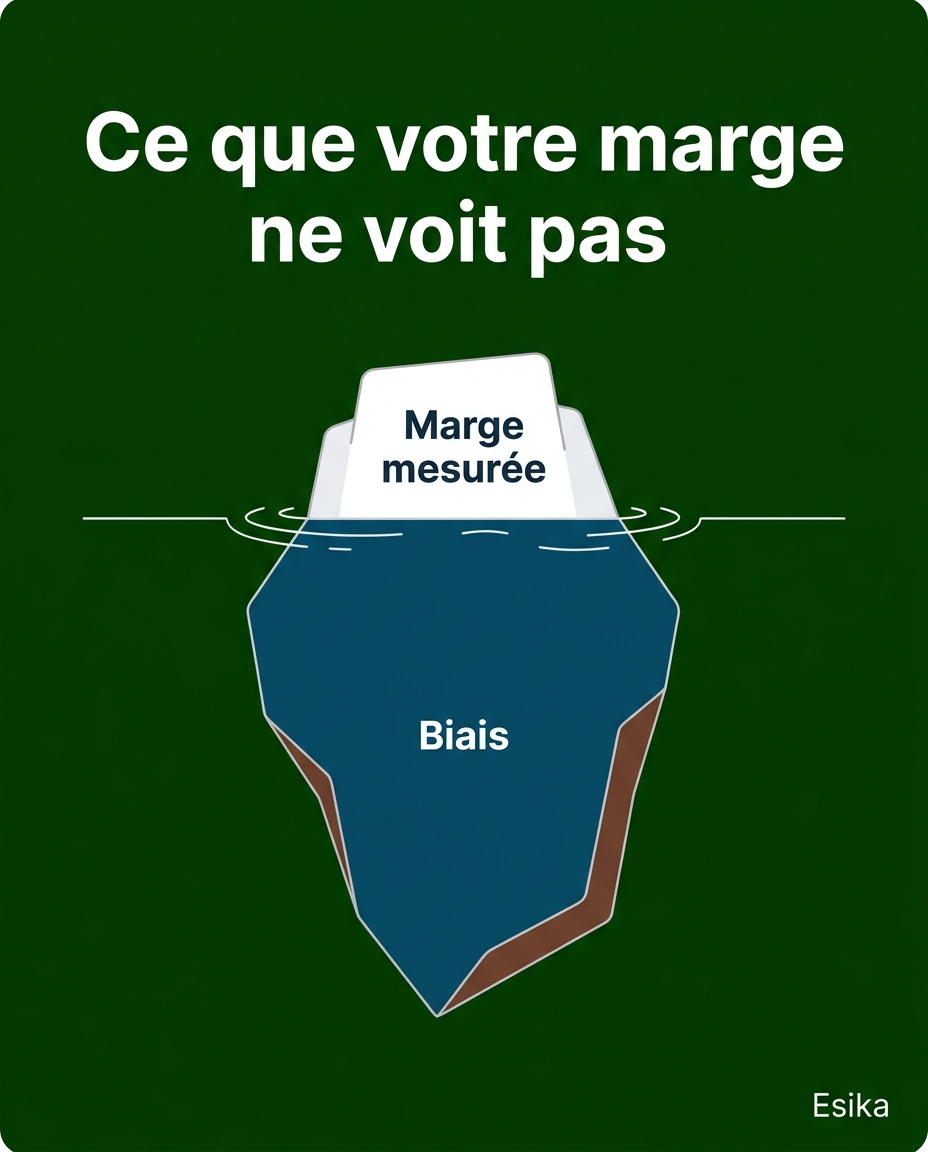 Ce que votre marge
ne voit pas
Marge
mesurée
Biais
Esika